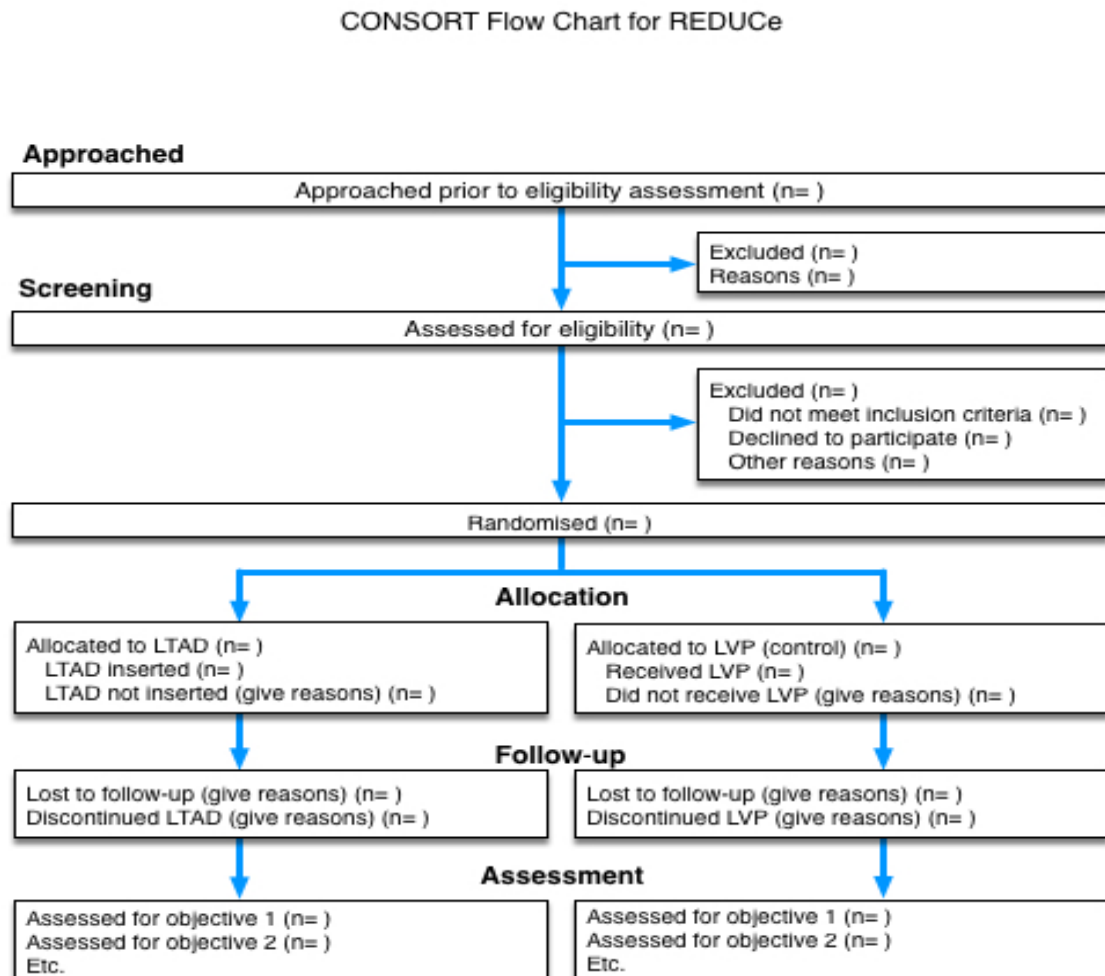 CONSORT Flow Chart for REDUCe
Approached
Approached prior to eligibility assessment (n= )
Excluded (n= )
Reasons (n= )
Screening
Assessed for eligibility (n= )
Excluded (n= )
Did not meet inclusion criteria (n= )
Declined to participate (n= )
Other reasons (n= )
Randomised (n= )
Allocation
Allocated to LTAD (n= )
LTAD inserted (n= )
LTAD not inserted (give reasons) (n= )
Allocated to LVP (control) (n= )
Received LVP (n= )
Did not receive LVP (give reasons) (n= )
Follow-up
Lost to follow-up (give reasons) (n= )
Discontinued LTAD (give reasons) (n= )
Lost to follow-up (give reasons) (n= )
Discontinued LVP (give reasons) (n= )
Assessment
Assessed for objective 1 (n= )
Assessed for objective 2 (n= )
Etc.
Assessed for objective 1 (n= )
Assessed for objective 2 (n= )
Etc.